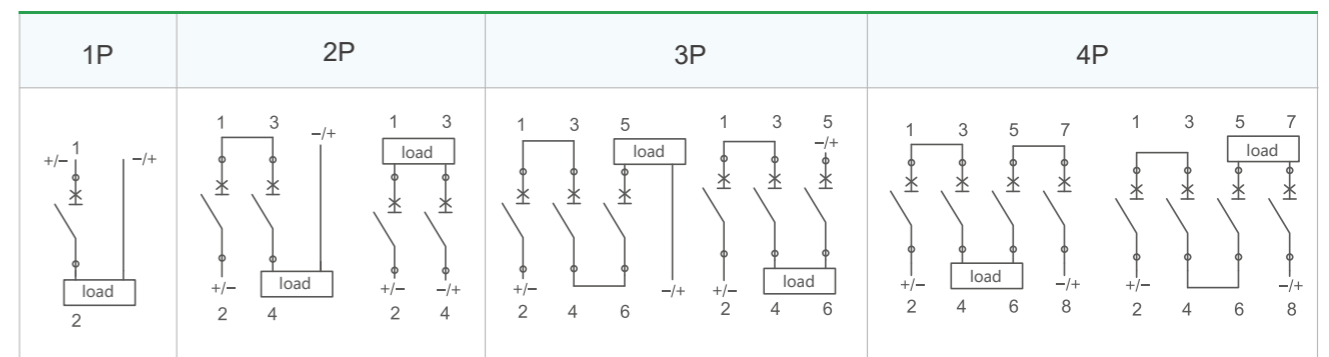 1P 2P 3P 4P
1
+/– –/+
load
2
1 3 –/+
+/– load
2 4
1 3
load
+/– –/+
2 4
1 3 5
load
+/– –/+
2 4 6
1 3 5
–/+
+/– load
2 4 6
1 3 5 7
load
+/– –/+
2 4 6 8
1 3 5 7
load
+/– –/+
2 4 6 8